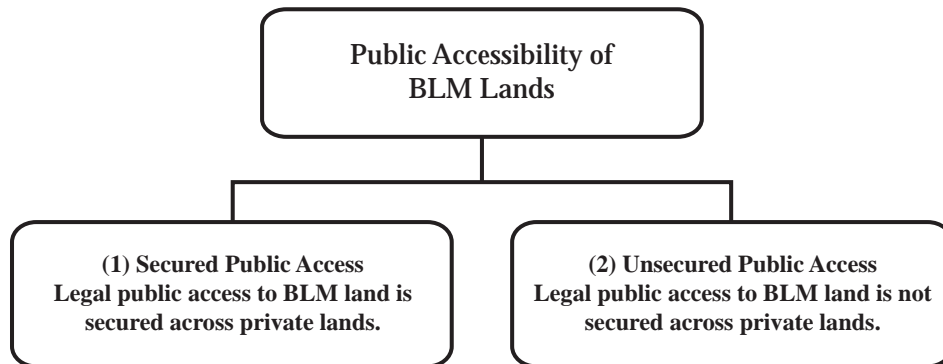 Public Accessibility of
BLM Lands
(1) Secured Public Access
Legal public access to BLM land is
secured across private lands.
(2) Unsecured Public Access
Legal public access to BLM land is not
secured across private lands.